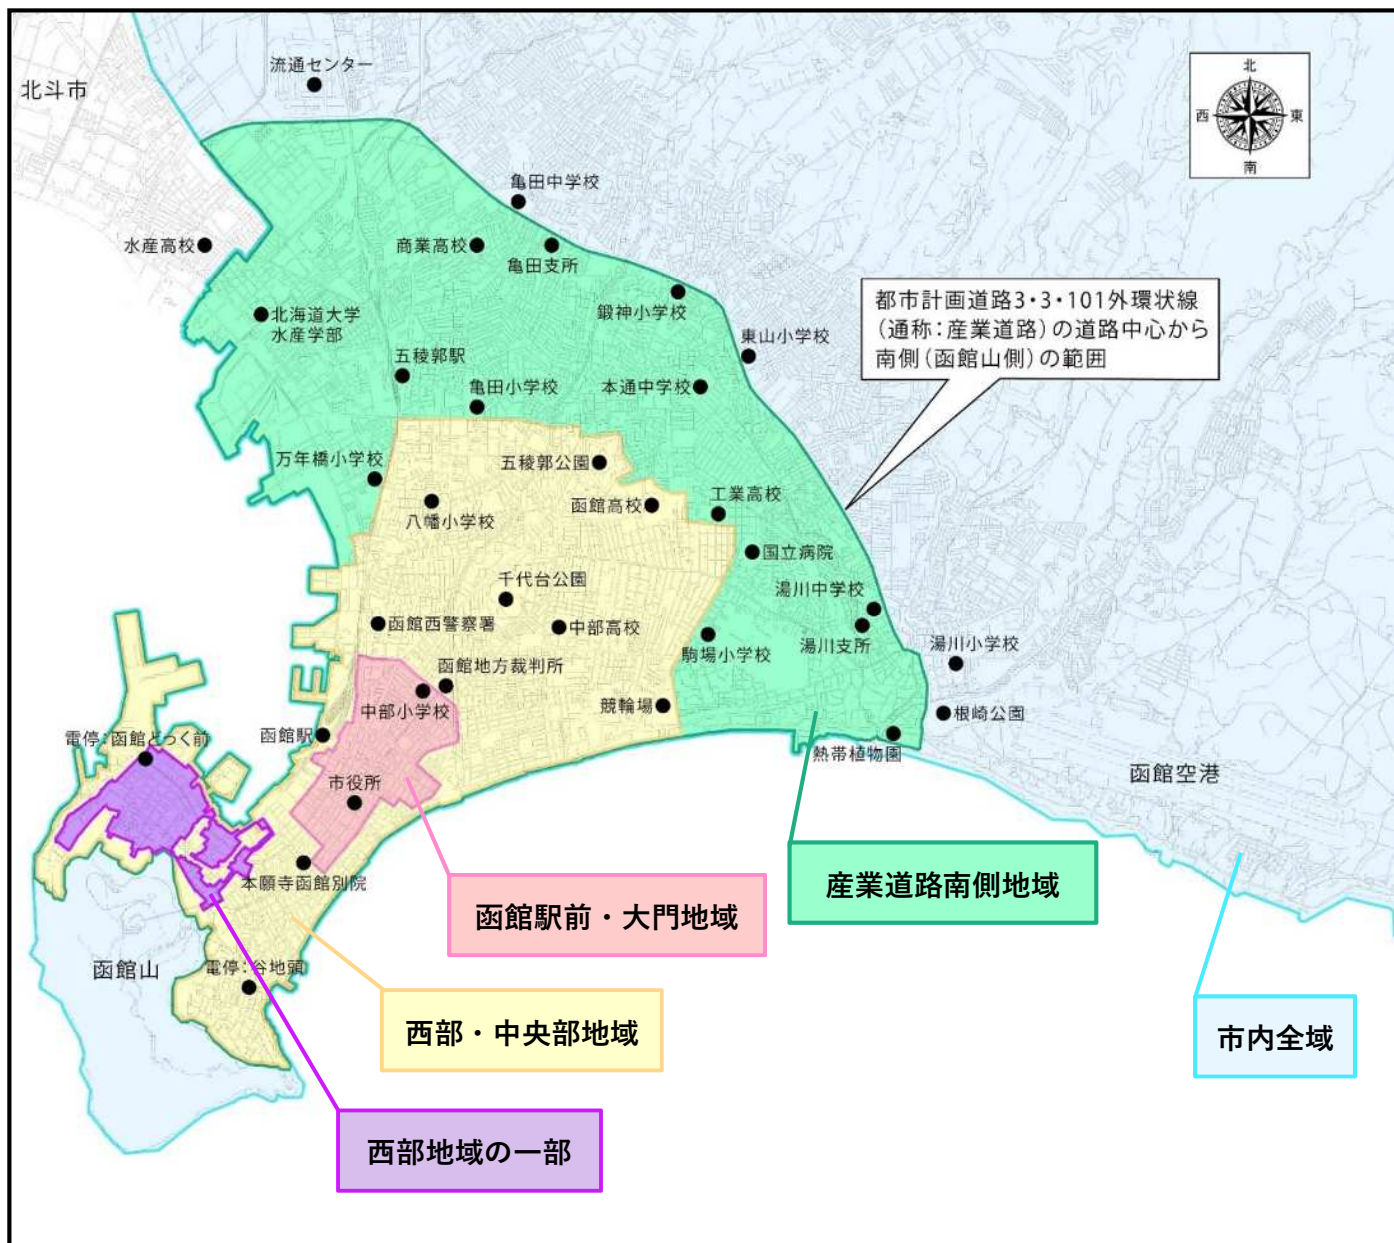 流通センター
北斗市
北
西
東
南
亀田中学校
水産高校
商業高校
亀田支所
鍛神小学校
都市計画道路3・3・101外環状線
(通称:産業道路)の道路中心から
南側(函館山側)の範囲
北海道大学
水産学部
東山小学校
五稜郭駅
亀田小学校
本通中学校
万年橋小学校
五稜郭公園
八幡小学校
函館高校
工業高校
国立病院
千代台公園
湯川中学校
函館西警察署
中部高校
駒場小学校
湯川支所
湯川小学校
函館地方裁判所
中部小学校
競輪場
根崎公園
函館駅
電停:函館どつく前
熱帯植物園
函館空港
市役所
本願寺函館別院
産業道路南側地域
函館駅前・大門地域
函館山
電停:谷地頭
西部・中央部地域
市内全域
西部地域の一部